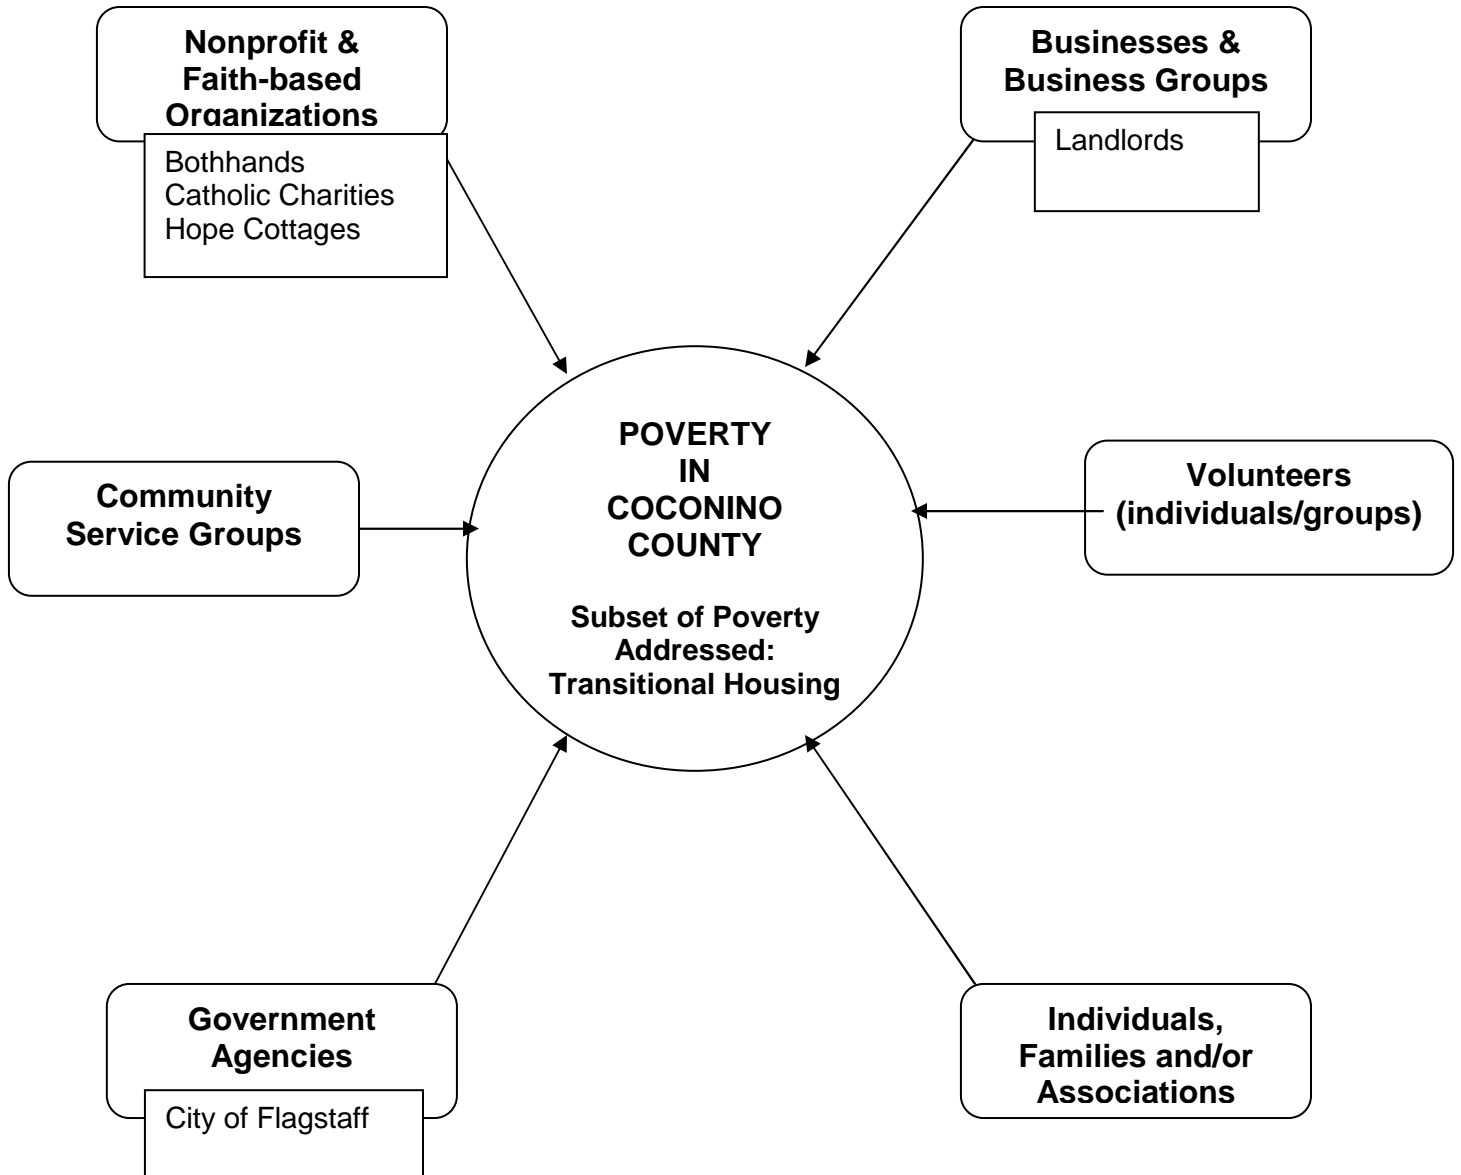 Nonprofit &
Faith-based
Organizations
Bothhands
Catholic Charities
Hope Cottages
Businesses &
Business Groups
Landlords
Community
Service Groups
POVERTY
IN
COCONINO
COUNTY
Subset of Poverty
Addressed:
Transitional Housing
Volunteers
(individuals/groups)
Government
Agencies
City of Flagstaff
Individuals,
Families and/or
Associations